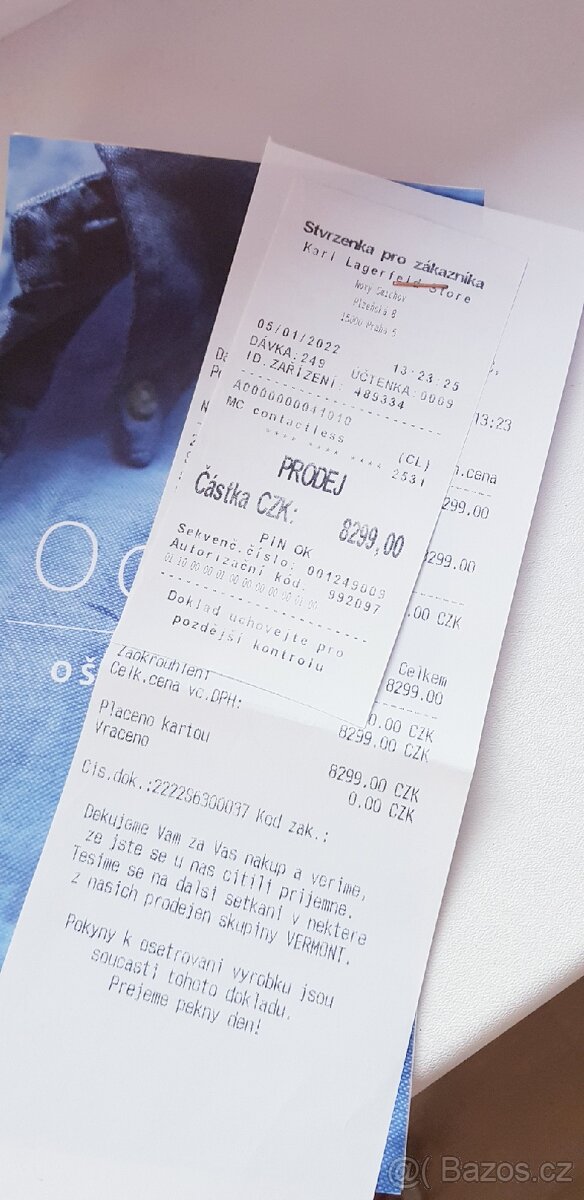 Stvrzenka pro zákazníka
Karl Lagerfeld Store
Nový Smíchov
Plzeňská 8
15000 Praha 5
05/01/2022 13:23:25
DÁVKA:249 ÚČTENKA:0009
ID.ZAŘÍZENÍ: 489334
A0000000041010
MC contactless (CL)
**** **** **** 2531
PRODEJ
Částka CZK: 8299,00
PIN OK
Sekvenč.číslo: 001249009
Autorizační kód 992097
Doklad uchovejte pro
pozdější kontrolu
13:23
.cena
299.00
299.00
.00 CZK
Celkem
8299.00
Zaokrouhlení 0.00 CZK
Celk.cena vc.DPH: 8299.00 CZK
Placeno kartou 8299.00 CZK
Vraceno 0.00 CZK
Cis.dok.:222296300097 Kod zak.:
Dekujeme Vam za Vas nakup a verime,
ze jste se u nas citili prijemne.
Tesime se na dalsi setkani v nektere
z nasich prodejen skupiny VERMONT.
Pokyny k osetrovani vyrobku jsou
soucasti tohoto dokladu.
Prejeme pekny den!
O
oš
@( Bazos.cz